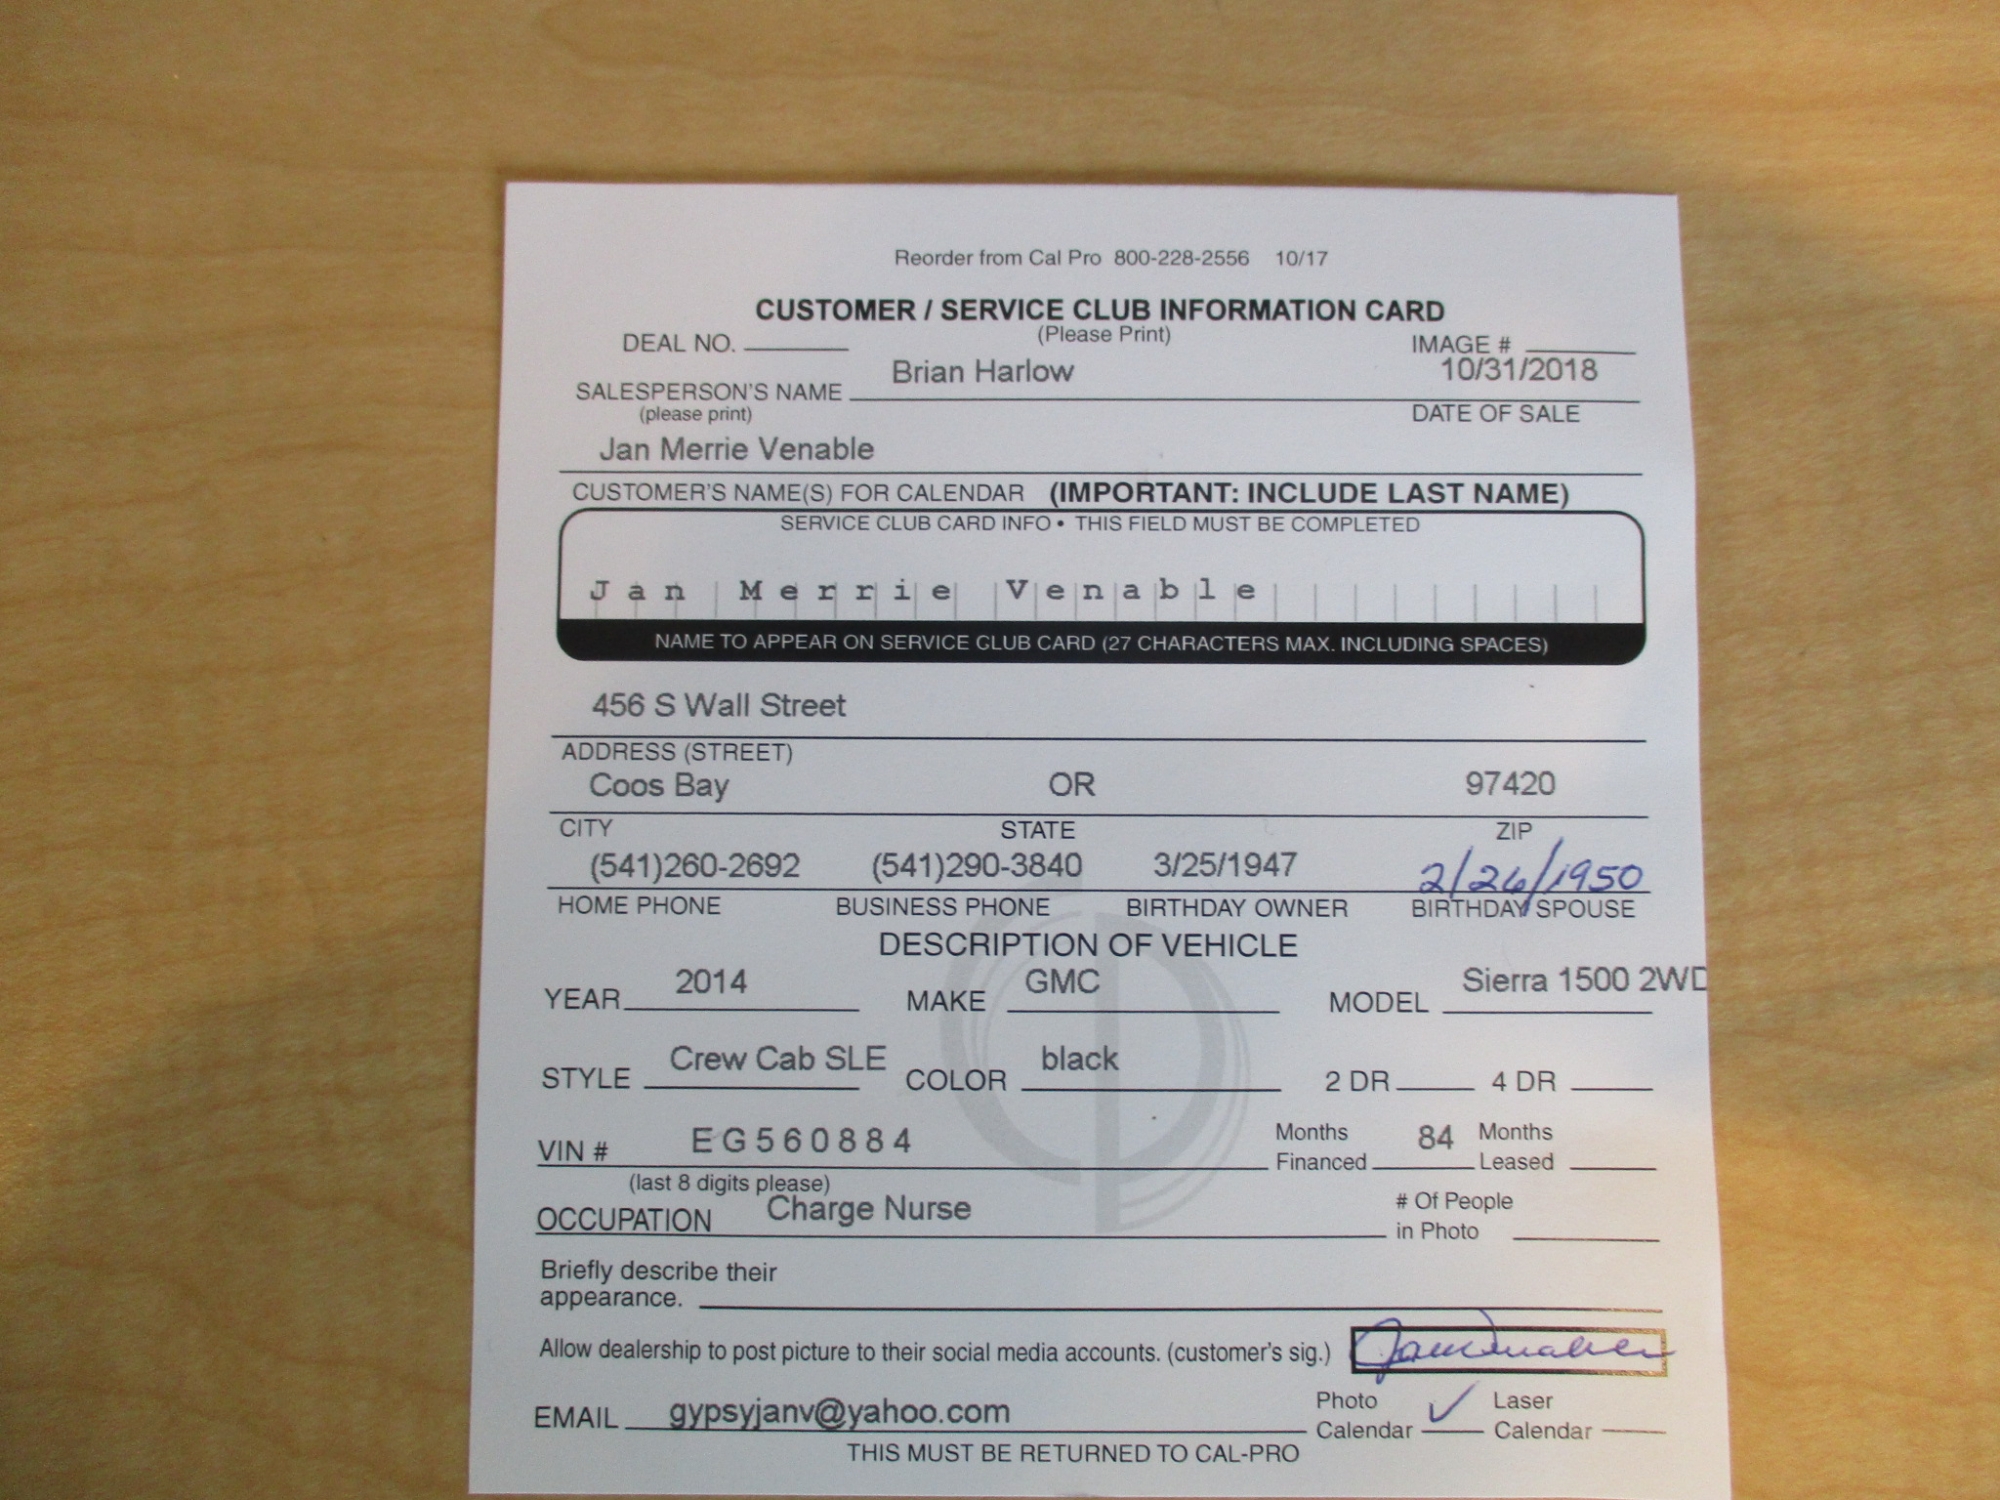 Reorder from Cal Pro 800-228-2556 10/17
CUSTOMER / SERVICE CLUB INFORMATION CARD
(Please Print)
DEAL NO. IMAGE #
Brian Harlow 10/31/2018
SALESPERSON'S NAME
(please print) DATE OF SALE
Jan Merrie Venable
CUSTOMER'S NAME(S) FOR CALENDAR (IMPORTANT: INCLUDE LAST NAME)
SERVICE CLUB CARD INFO • THIS FIELD MUST BE COMPLETED
Jan Merrie Venable
NAME TO APPEAR ON SERVICE CLUB CARD (27 CHARACTERS MAX. INCLUDING SPACES)
456 S Wall Street
ADDRESS (STREET)
Coos Bay OR 97420
CITY STATE ZIP
(541)260-2692 (541)290-3840 3/25/1947 2/26/1950
HOME PHONE BUSINESS PHONE BIRTHDAY OWNER BIRTHDAY SPOUSE
DESCRIPTION OF VEHICLE
YEAR 2014 MAKE GMC MODEL Sierra 1500 2WD
STYLE Crew Cab SLE COLOR black 2 DR 4 DR
VIN # EG560884 Months Financed 84 Months Leased
(last 8 digits please)
OCCUPATION Charge Nurse # Of People in Photo
Briefly describe their
appearance.
Allow dealership to post picture to their social media accounts. (customer's sig.)
EMAIL gypsyjanv@yahoo.com Photo Calendar ✓ Laser Calendar
THIS MUST BE RETURNED TO CAL-PRO